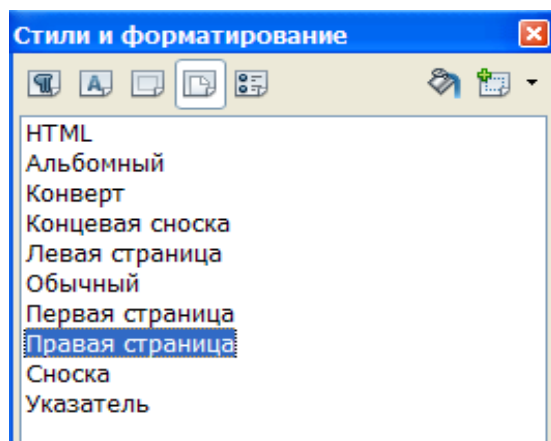 Стили и форматирование
HTML
Альбомный
Конверт
Концевая сноска
Левая страница
Обычный
Первая страница
Правая страница
Сноска
Указатель